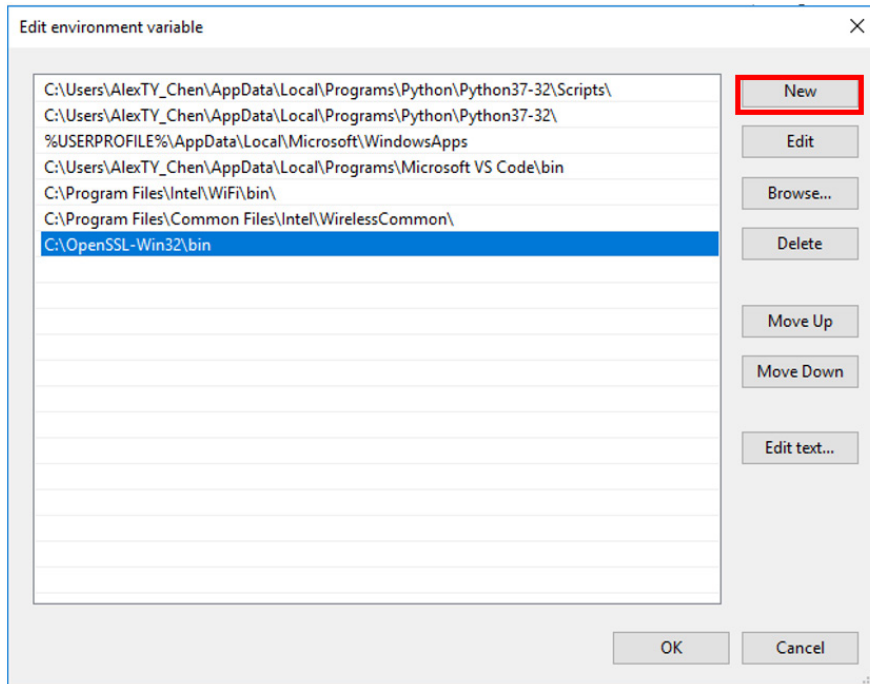 Edit environment variable
C:\Users\AlexTY_Chen\AppData\Local\Programs\Python\Python37-32\Scripts\
New
C:\Users\AlexTY_Chen\AppData\Local\Programs\Python\Python37-32\
%USERPROFILE%\AppData\Local\Microsoft\WindowsApps
Edit
C:\Users\AlexTY_Chen\AppData\Local\Programs\Microsoft VS Code\bin
C:\Program Files\Intel\WiFi\bin\
Browse...
C:\Program Files\Common Files\Intel\WirelessCommon\
C:\OpenSSL-Win32\bin
Delete
Move Up
Move Down
Edit text...
OK
Cancel